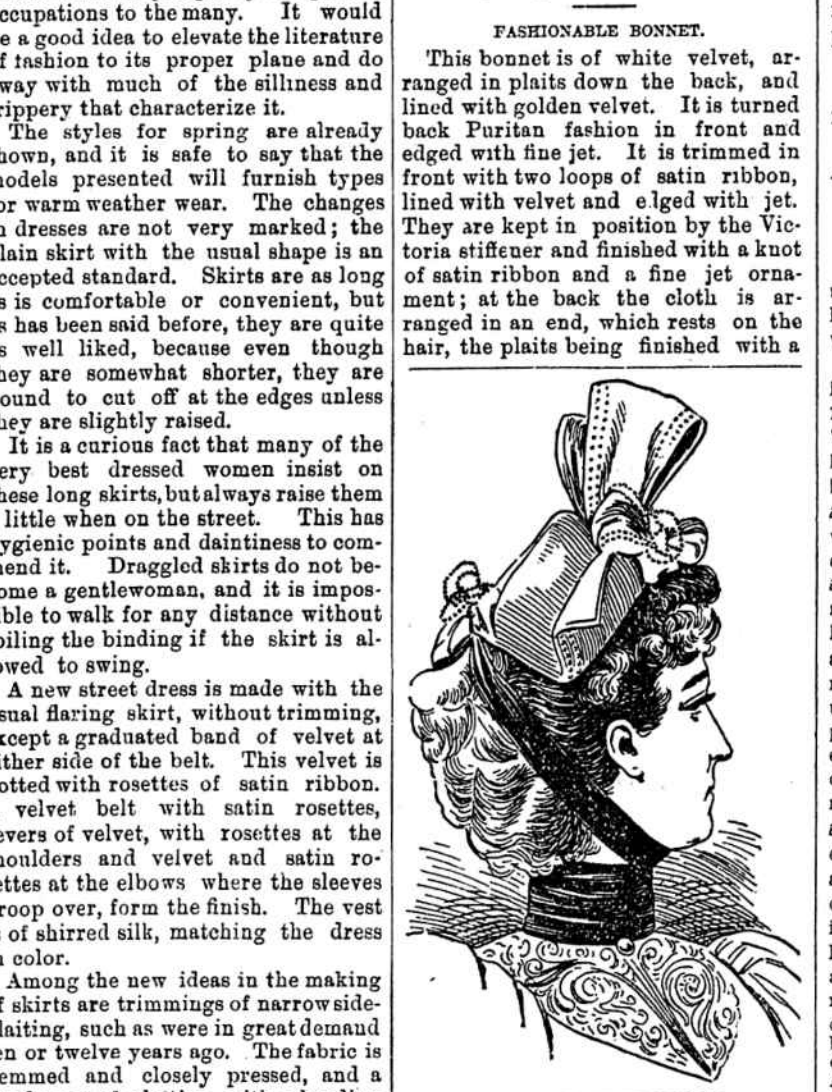 ccupations to the many. It would
e a good idea to elevate the literature
f fashion to its proper plane and do
way with much of the silliness and
rippery that characterize it.
The styles for spring are already
hown, and it is safe to say that the
nodels presented will furnish types
or warm weather wear. The changes
n dresses are not very marked; the
lain skirt with the usual shape is an
ccepted standard. Skirts are as long
s is comfortable or convenient, but
s has been said before, they are quite
s well liked, because even though
hey are somewhat shorter, they are
ound to cut off at the edges unless
hey are slightly raised.
It is a curious fact that many of the
ery best dressed women insist on
hese long skirts, but always raise them
little when on the street. This has
ygienic points and daintiness to com-
nend it. Draggled skirts do not be-
ome a gentlewoman, and it is impos-
ible to walk for any distance without
oiling the binding if the skirt is al-
owed to swing.
A new street dress is made with the
sual flaring skirt, without trimming,
xcept a graduated band of velvet at
ither side of the belt. This velvet is
otted with rosettes of satin ribbon.
velvet belt with satin rosettes,
evers of velvet, with rosettes at the
houlders and velvet and satin ro-
ettes at the elbows where the sleeves
roop over, form the finish. The vest
of shirred silk, matching the dress
n color.
Among the new ideas in the making
f skirts are trimmings of narrow side-
laiting, such as were in great demand
en or twelve years ago. The fabric is
emmed and closely pressed, and a
FASHIONABLE BONNET.
This bonnet is of white velvet, ar-
ranged in plaits down the back, and
lined with golden velvet. It is turned
back Puritan fashion in front and
edged with fine jet. It is trimmed in
front with two loops of satin ribbon,
lined with velvet and edged with jet.
They are kept in position by the Vic-
toria stiffener and finished with a knot
of satin ribbon and a fine jet orna-
ment; at the back the cloth is ar-
ranged in an end, which rests on the
hair, the plaits being finished with a